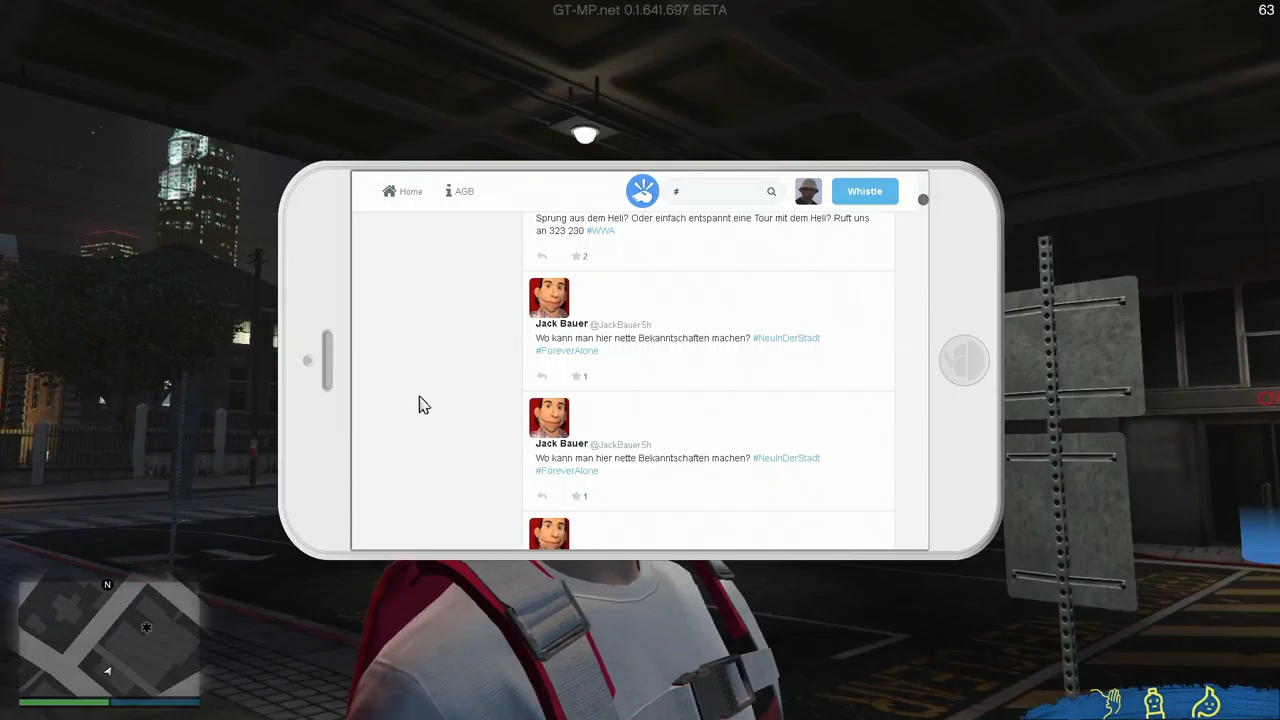 GT-MP.net 0.1.641.697 BETA
63
Home
AGB
#
Whistle
Sprung aus dem Heli? Oder einfach entspannt eine Tour mit dem Heli? Ruft uns
an 323 230 #WWA
2
Jack Bauer @JackBauer5h
Wo kann man hier nette Bekanntschaften machen? #NeuInDerStadt
#ForeverAlone
1
Jack Bauer @JackBauer5h
Wo kann man hier nette Bekanntschaften machen? #NeuInDerStadt
#ForeverAlone
1
N